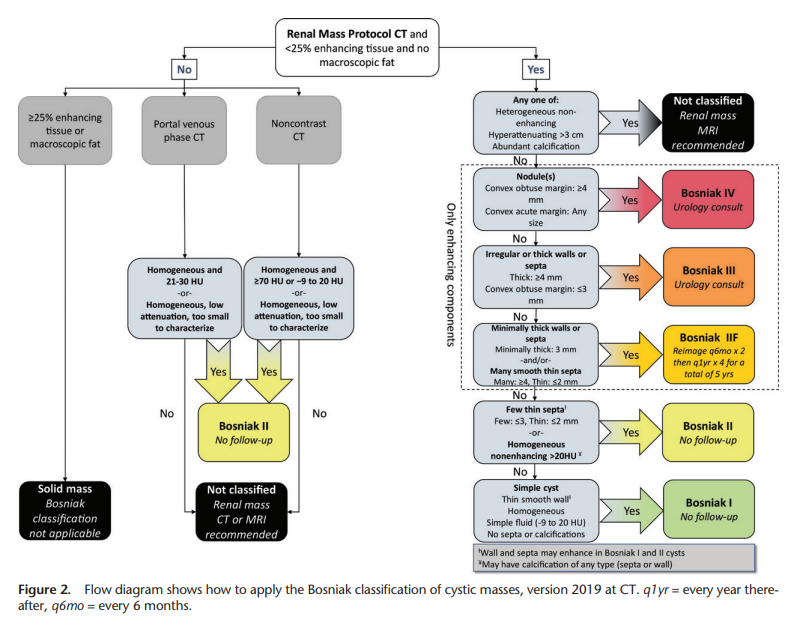 Renal Mass Protocol CT and
<25% enhancing tissue and no
macroscopic fat
No
Yes
≥25% enhancing
tissue or
macroscopic fat
Portal venous
phase CT
Noncontrast
CT
Homogeneous and
21-30 HU
-or-
Homogeneous, low
attenuation, too small
to characterize
Homogeneous and
≥70 HU or –9 to 20 HU
-or-
Homogeneous, low
attenuation, too small
to characterize
Yes
Yes
No
No
Bosniak II
No follow-up
Solid mass
Bosniak
classification
not applicable
Not classified
Renal mass
CT or MRI
recommended
Any one of:
Heterogeneous non-
enhancing
Hyperattenuating >3 cm
Abundant calcification
Yes
Not classified
Renal mass
MRI
recommended
No
Only enhancing components
Nodule(s)
Convex obtuse margin: ≥4
mm
Convex acute margin: Any
size
Yes
Bosniak IV
Urology consult
No
Irregular or thick walls or
septa
Thick: ≥4 mm
Convex obtuse margin: ≤3
mm
Yes
Bosniak III
Urology consult
No
Minimally thick walls or
septa
Minimally thick: 3 mm
-and/or-
Many smooth thin septa
Many: ≥4, Thin: ≤2 mm
Yes
Bosniak IIF
Reimage q6mo x 2
then q1yr x 4 for a
total of 5 yrs
No
Few thin septaƗ
Few: ≤3, Thin: ≤2 mm
-or-
Homogeneous
nonenhancing >20HU ¥
Yes
Bosniak II
No follow-up
No
Simple cyst
Thin smooth wallƗ
Homogeneous
Simple fluid (-9 to 20 HU)
No septa or calcifications
Yes
Bosniak I
No follow-up
ƗWall and septa may enhance in Bosniak I and II cysts
¥May have calcification of any type (septa or wall)
Figure 2. Flow diagram shows how to apply the Bosniak classification of cystic masses, version 2019 at CT. q1yr = every year there-
after, q6mo = every 6 months.